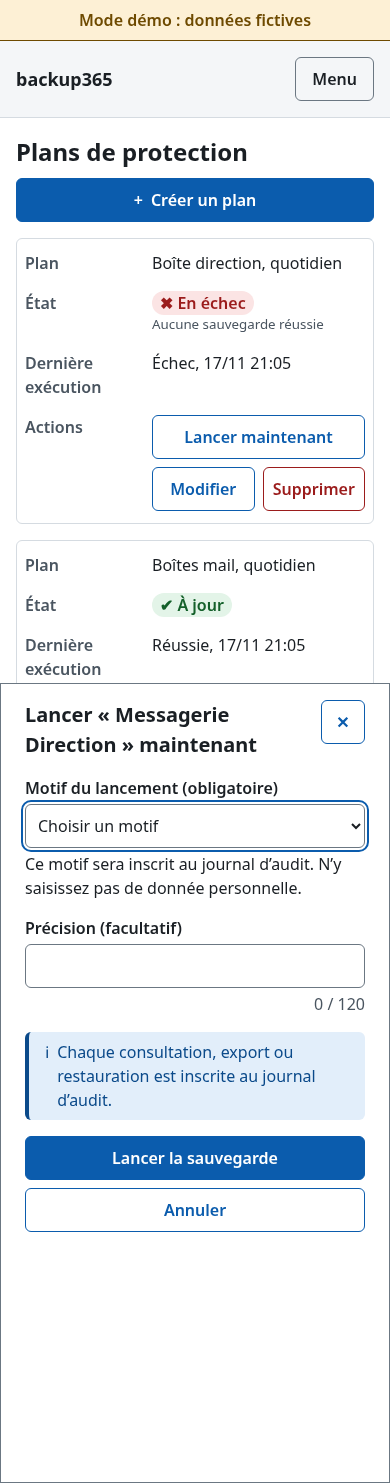 Mode démo : données fictives
backup365
Menu
Plans de protection
+ Créer un plan
Plan
Boîte direction, quotidien
État
✖ En échec
Aucune sauvegarde réussie
Dernière
exécution
Échec, 17/11 21:05
Actions
Lancer maintenant
Modifier
Supprimer
Plan
Boîtes mail, quotidien
État
✔ À jour
Dernière
exécution
Réussie, 17/11 21:05
Lancer « Messagerie
Direction » maintenant
✕
Motif du lancement (obligatoire)
Choisir un motif
Ce motif sera inscrit au journal d’audit. N’y
saisissez pas de donnée personnelle.
Précision (facultatif)
0 / 120
i Chaque consultation, export ou
restauration est inscrite au journal
d’audit.
Lancer la sauvegarde
Annuler